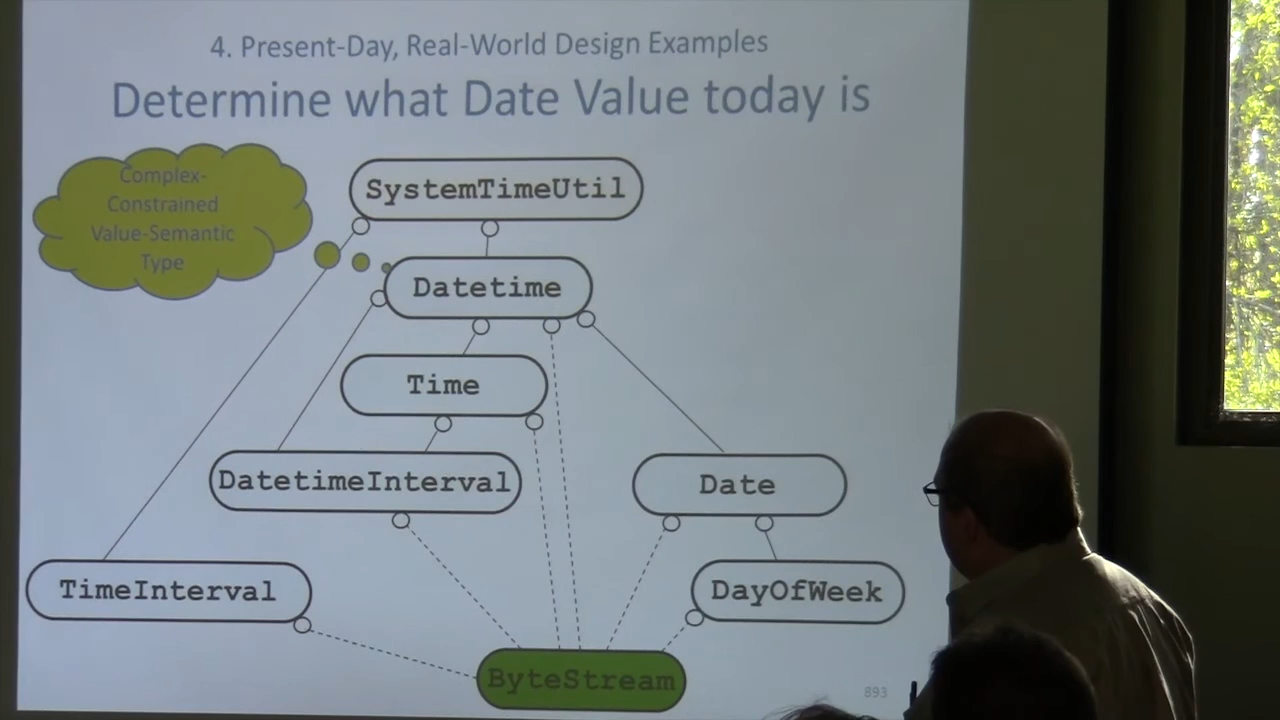 4. Present-Day, Real-World Design Examples
Determine what Date Value today is
Complex-
Constrained
Value-Semantic
Type
SystemTimeUtil
Datetime
Time
DatetimeInterval
Date
TimeInterval
DayOfWeek
ByteStream
893